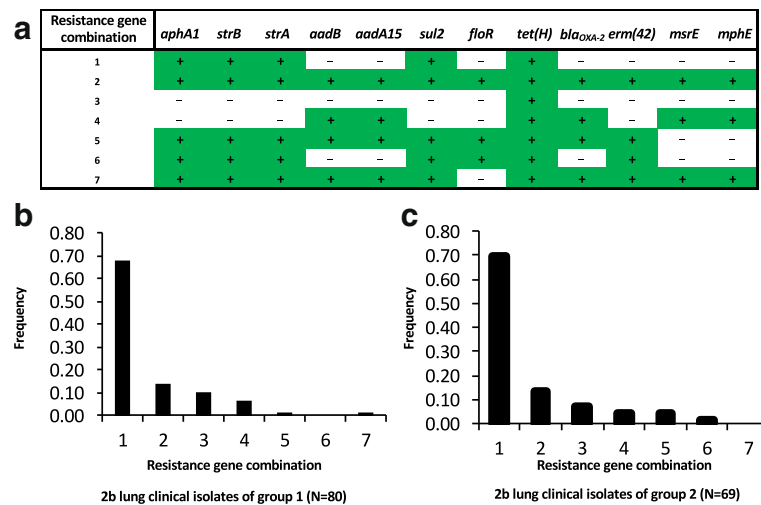 a
Resistance gene combination aphA1 strB strA aadB aadA15 sul2 floR tet(H) blaOXA-2 erm(42) msrE mphE
1 + + + – – + – + – – – –
2 + + + + + + + + + + + +
3 – – – – – – – + – – – –
4 – – – + + – – + + – + +
5 + + + + + + + + + + – –
6 + + + – – + + + – + – –
7 + + + + + + – + + + + +
b
0.80
0.70
0.60
0.50
0.40
0.30
0.20
0.10
0.00
Frequency
1 2 3 4 5 6 7
Resistance gene combination
2b lung clinical isolates of group 1 (N=80)
c
0.80
0.70
0.60
0.50
0.40
0.30
0.20
0.10
0.00
Frequency
1 2 3 4 5 6 7
Resistance gene combination
2b lung clinical isolates of group 2 (N=69)